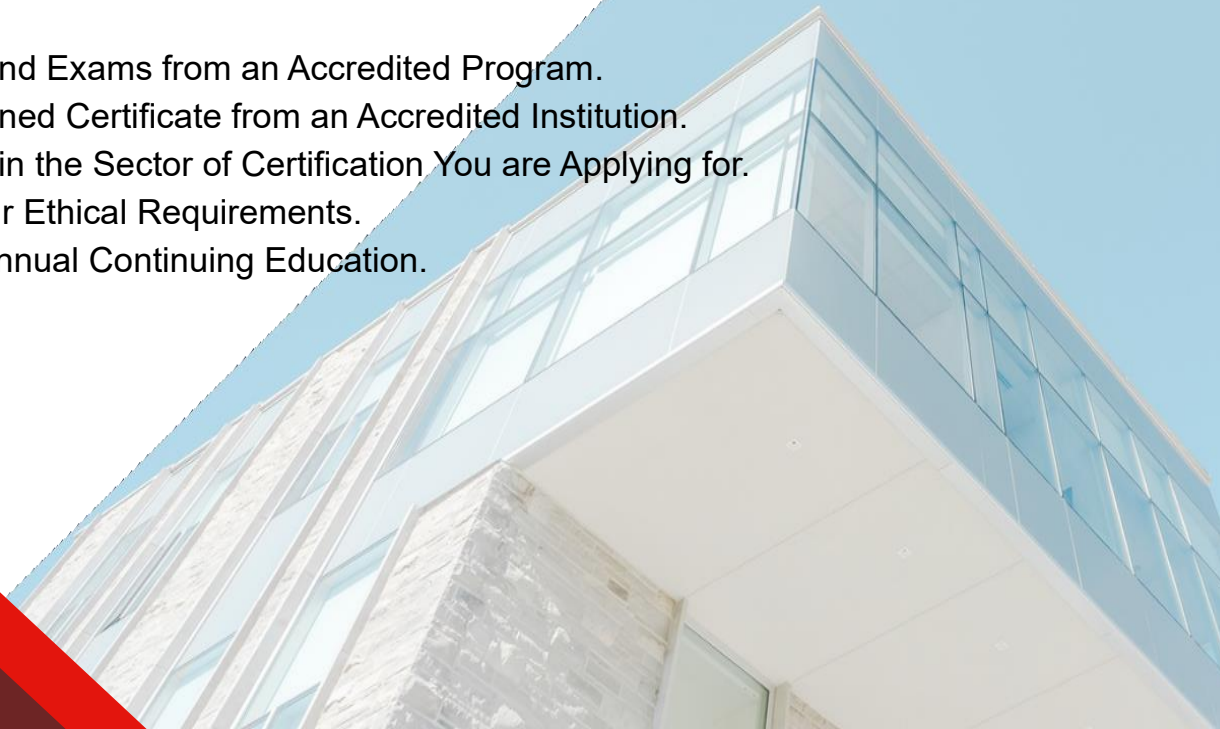 nd Exams from an Accredited Program.
ned Certificate from an Accredited Institution.
in the Sector of Certification You are Applying for.
r Ethical Requirements.
nnual Continuing Education.